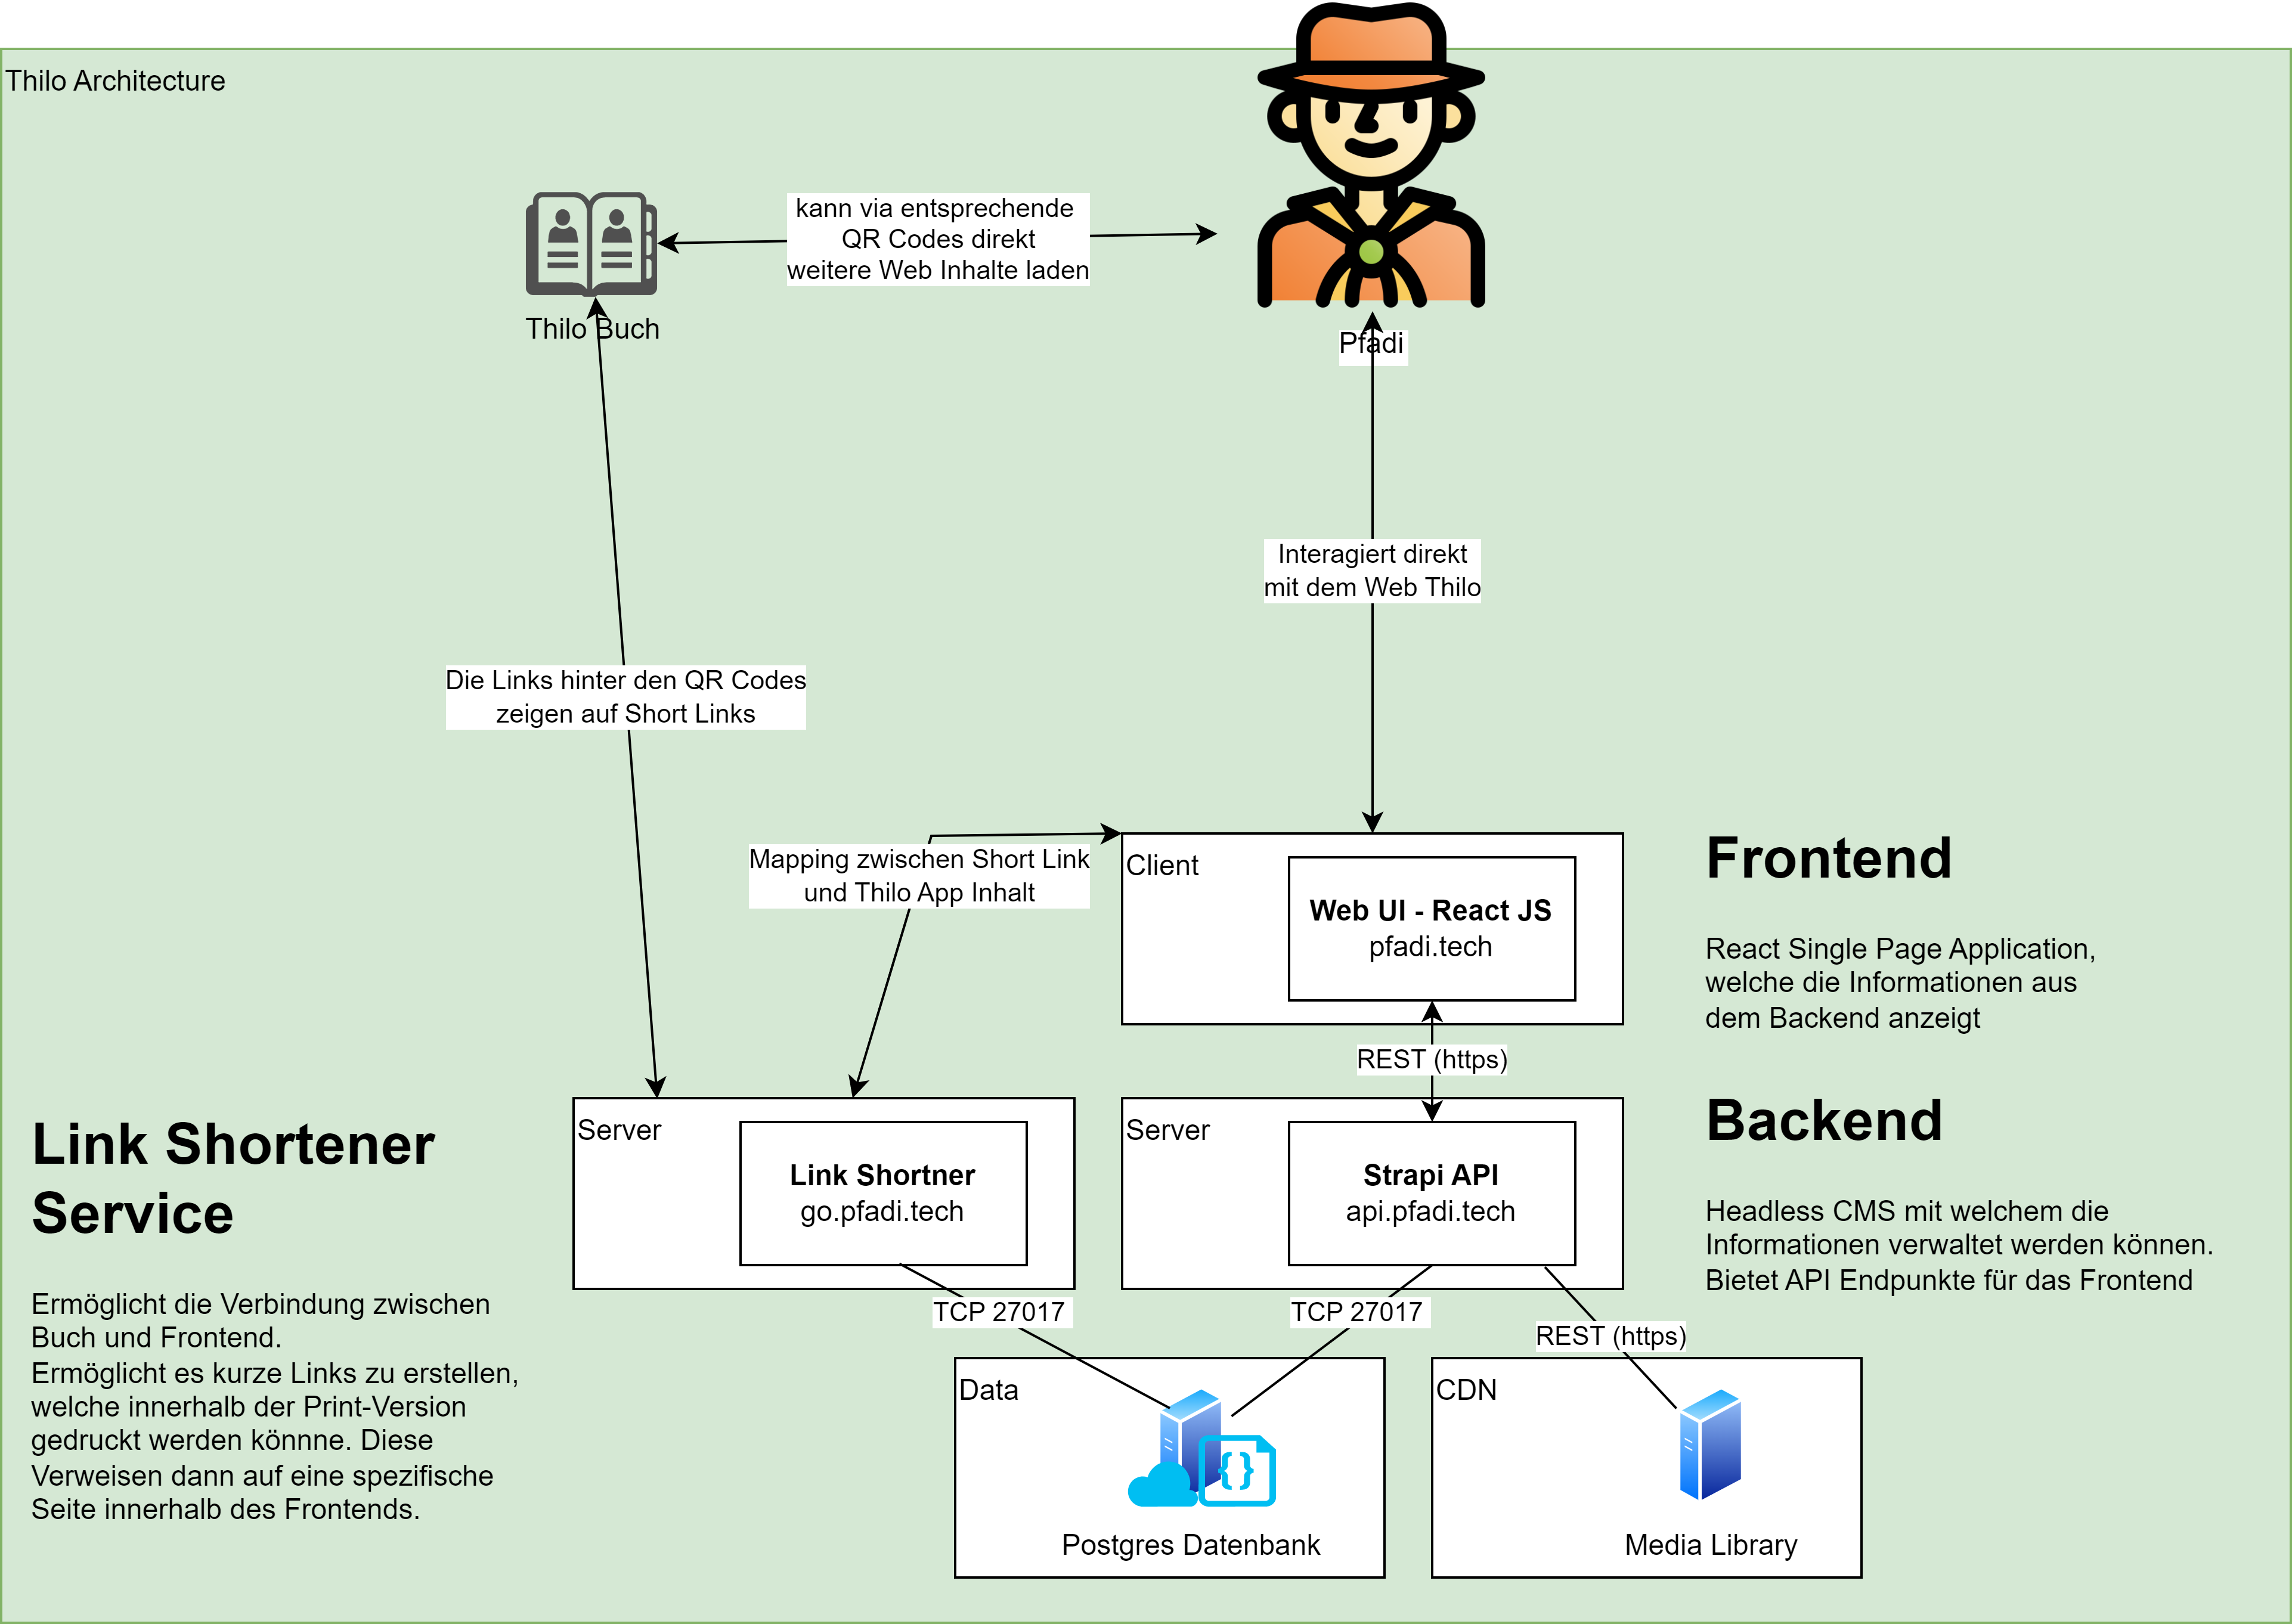 Thilo Architecture
kann via entsprechende
QR Codes direkt
weitere Web Inhalte laden
Thilo Buch
Pfadi
Interagiert direkt
mit dem Web Thilo
Die Links hinter den QR Codes
zeigen auf Short Links
Mapping zwischen Short Link
und Thilo App Inhalt
Client
Web UI - React JS
pfadi.tech
Frontend
React Single Page Application,
welche die Informationen aus
dem Backend anzeigt
REST (https)
Link Shortener
Service
Ermöglicht die Verbindung zwischen
Buch und Frontend.
Ermöglicht es kurze Links zu erstellen,
welche innerhalb der Print-Version
gedruckt werden könnne. Diese
Verweisen dann auf eine spezifische
Seite innerhalb des Frontends.
Server
Link Shortner
go.pfadi.tech
Server
Strapi API
api.pfadi.tech
Backend
Headless CMS mit welchem die
Informationen verwaltet werden können.
Bietet API Endpunkte für das Frontend
TCP 27017
TCP 27017
REST (https)
Data
Postgres Datenbank
CDN
Media Library